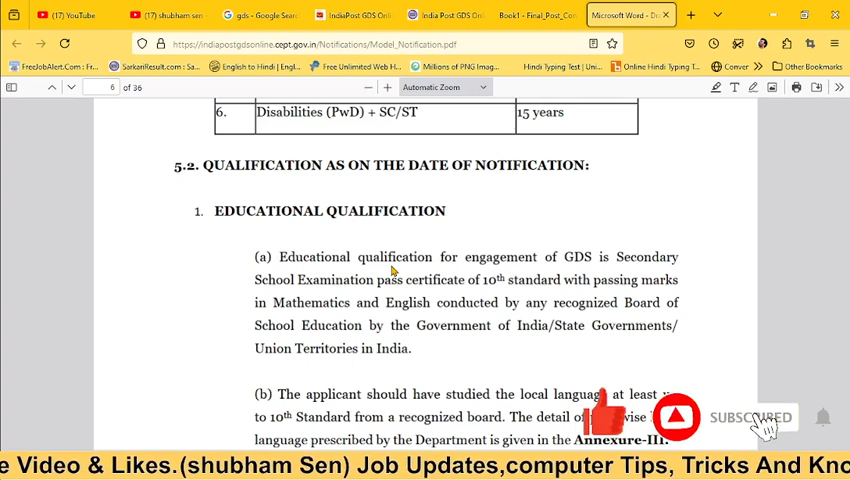 (17) YouTube
(17) shubham sen -
gds - Google Searc
IndiaPost GDS Onlin
India Post GDS Onl
Book1 - Final_Post_Con
Microsoft Word - Dra
https://indiapostgdsonline.cept.gov.in/Notifications/Model_Notification.pdf
FreeJobAlert.Com | F
SarkariResult.com : Sar
English to Hindi | Engl...
Free Unlimited Web H...
Millions of PNG Imag...
Hindi Typing Test | Uni...
Online Hindi Typing T...
Conver
Other Bookmarks
6 of 36
Automatic Zoom
6. Disabilities (PwD) + SC/ST 15 years
5.2. QUALIFICATION AS ON THE DATE OF NOTIFICATION:
1. EDUCATIONAL QUALIFICATION
(a) Educational qualification for engagement of GDS is Secondary
School Examination pass certificate of 10th standard with passing marks
in Mathematics and English conducted by any recognized Board of
School Education by the Government of India/State Governments/
Union Territories in India.
(b) The applicant should have studied the local language at least
to 10th Standard from a recognized board. The detail of
language prescribed by the Department is given in the Annexure-III.
SUBSCRIBED
e Video & Likes.(shubham Sen) Job Updates,computer Tips, Tricks And Kno